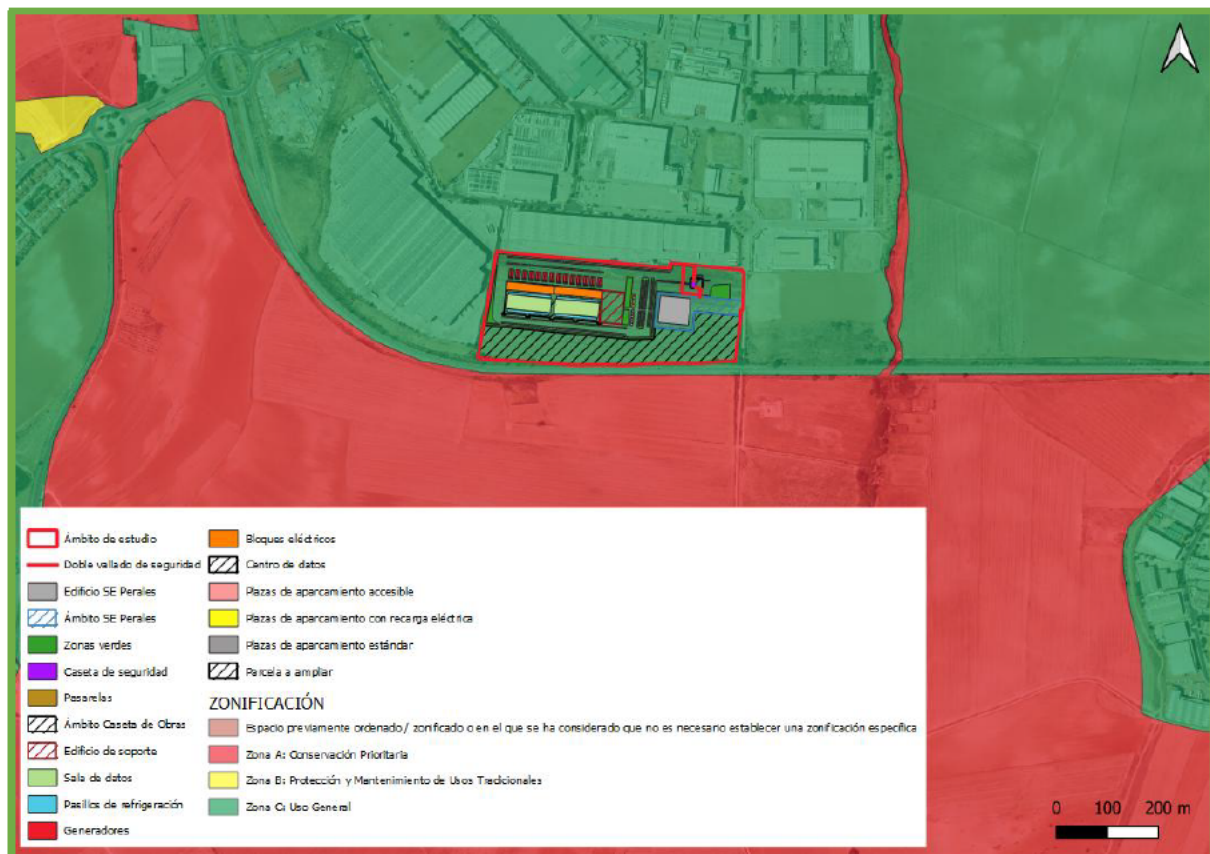 Ámbito de estudio
Doble vallado de seguridad
Edificio SE Perales
Ámbito SE Perales
Zonas verdes
Caseta de seguridad
Pasarelas
Ámbito Caseta de Obras
Edificio de soporte
Sala de datos
Pasillos de refrigeración
Generadores
Bloques eléctricos
Centro de datos
Plazas de aparcamiento accesible
Plazas de aparcamiento con recarga eléctrica
Plazas de aparcamiento estándar
Parcela a ampliar
ZONIFICACIÓN
Espacio previamente ordenado/ zonificado o en el que se ha considerado que no es necesario establecer una zonificación específica
Zona A: Conservación Prioritaria
Zona B: Protección y Mantenimiento de Usos Tradicionales
Zona C: Uso General
0 100 200 m